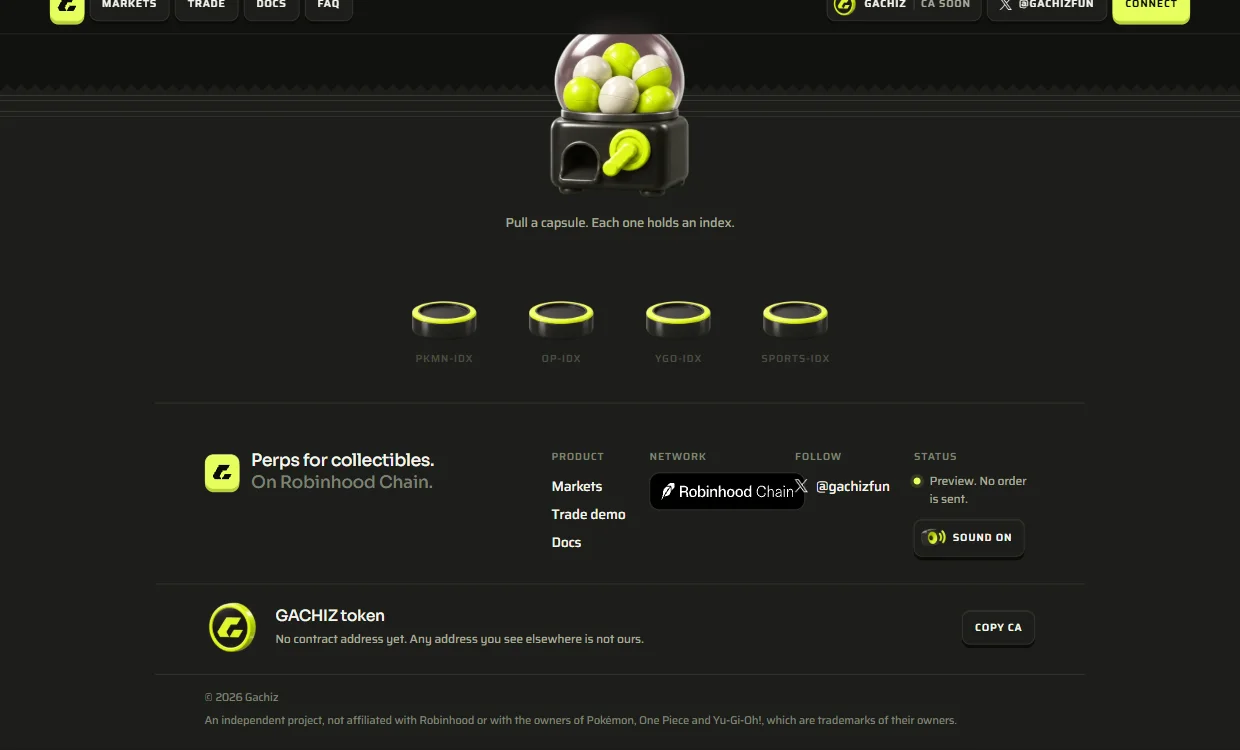 MARKETS
TRADE
DOCS
FAQ
GACHIZ
CA SOON
@GACHIZFUN
CONNECT
Pull a capsule. Each one holds an index.
PKMN-IDX
OP-IDX
YGO-IDX
SPORTS-IDX
Perps for collectibles.
On Robinhood Chain.
PRODUCT
Markets
Trade demo
Docs
NETWORK
Robinhood Chain
FOLLOW
@gachizfun
STATUS
Preview. No order
is sent.
SOUND ON
GACHIZ token
No contract address yet. Any address you see elsewhere is not ours.
COPY CA
© 2026 Gachiz
An independent project, not affiliated with Robinhood or with the owners of Pokémon, One Piece and Yu-Gi-Oh!, which are trademarks of their owners.